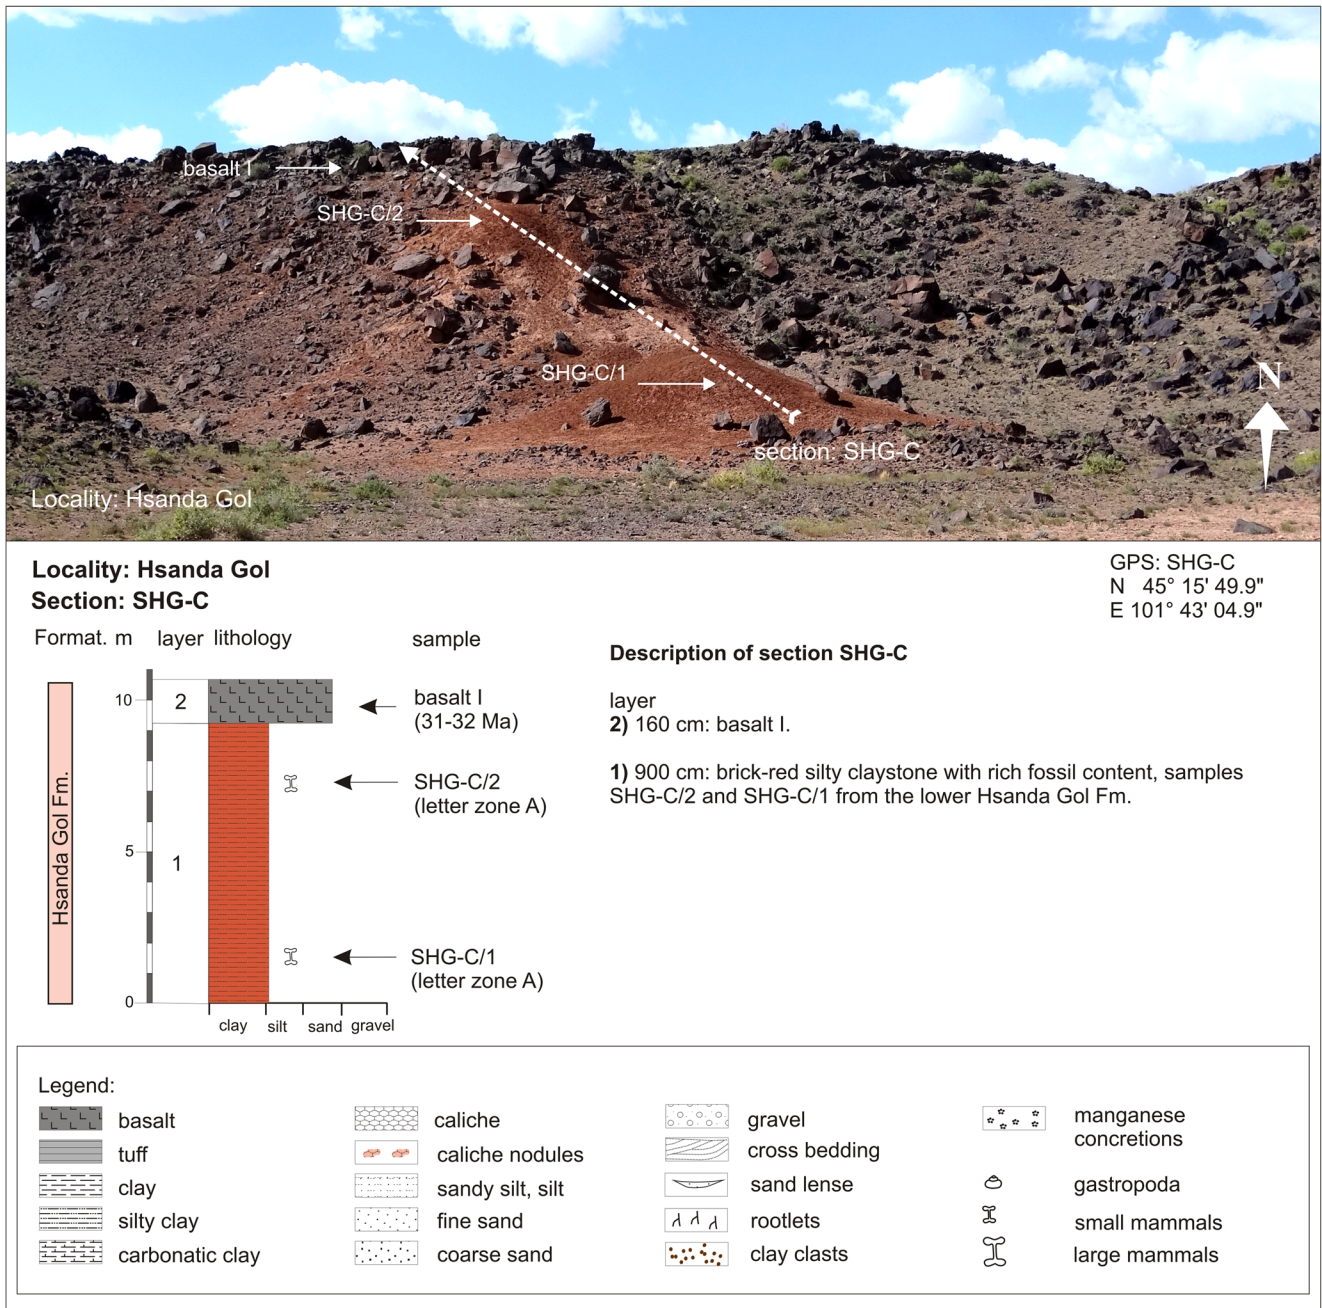 basalt I
SHG-C/2
SHG-C/1
N
section: SHG-C
Locality: Hsanda Gol
Locality: Hsanda Gol
Section: SHG-C
GPS: SHG-C
N 45° 15' 49.9"
E 101° 43' 04.9"
Format. m layer lithology sample
Hsanda Gol Fm.
10
5
0
2
1
basalt I
(31-32 Ma)
SHG-C/2
(letter zone A)
SHG-C/1
(letter zone A)
clay silt sand gravel
Description of section SHG-C
layer
2) 160 cm: basalt I.
1) 900 cm: brick-red silty claystone with rich fossil content, samples
SHG-C/2 and SHG-C/1 from the lower Hsanda Gol Fm.
Legend:
basalt
tuff
clay
silty clay
carbonatic clay
caliche
caliche nodules
sandy silt, silt
fine sand
coarse sand
gravel
cross bedding
sand lense
rootlets
clay clasts
manganese
concretions
gastropoda
small mammals
large mammals